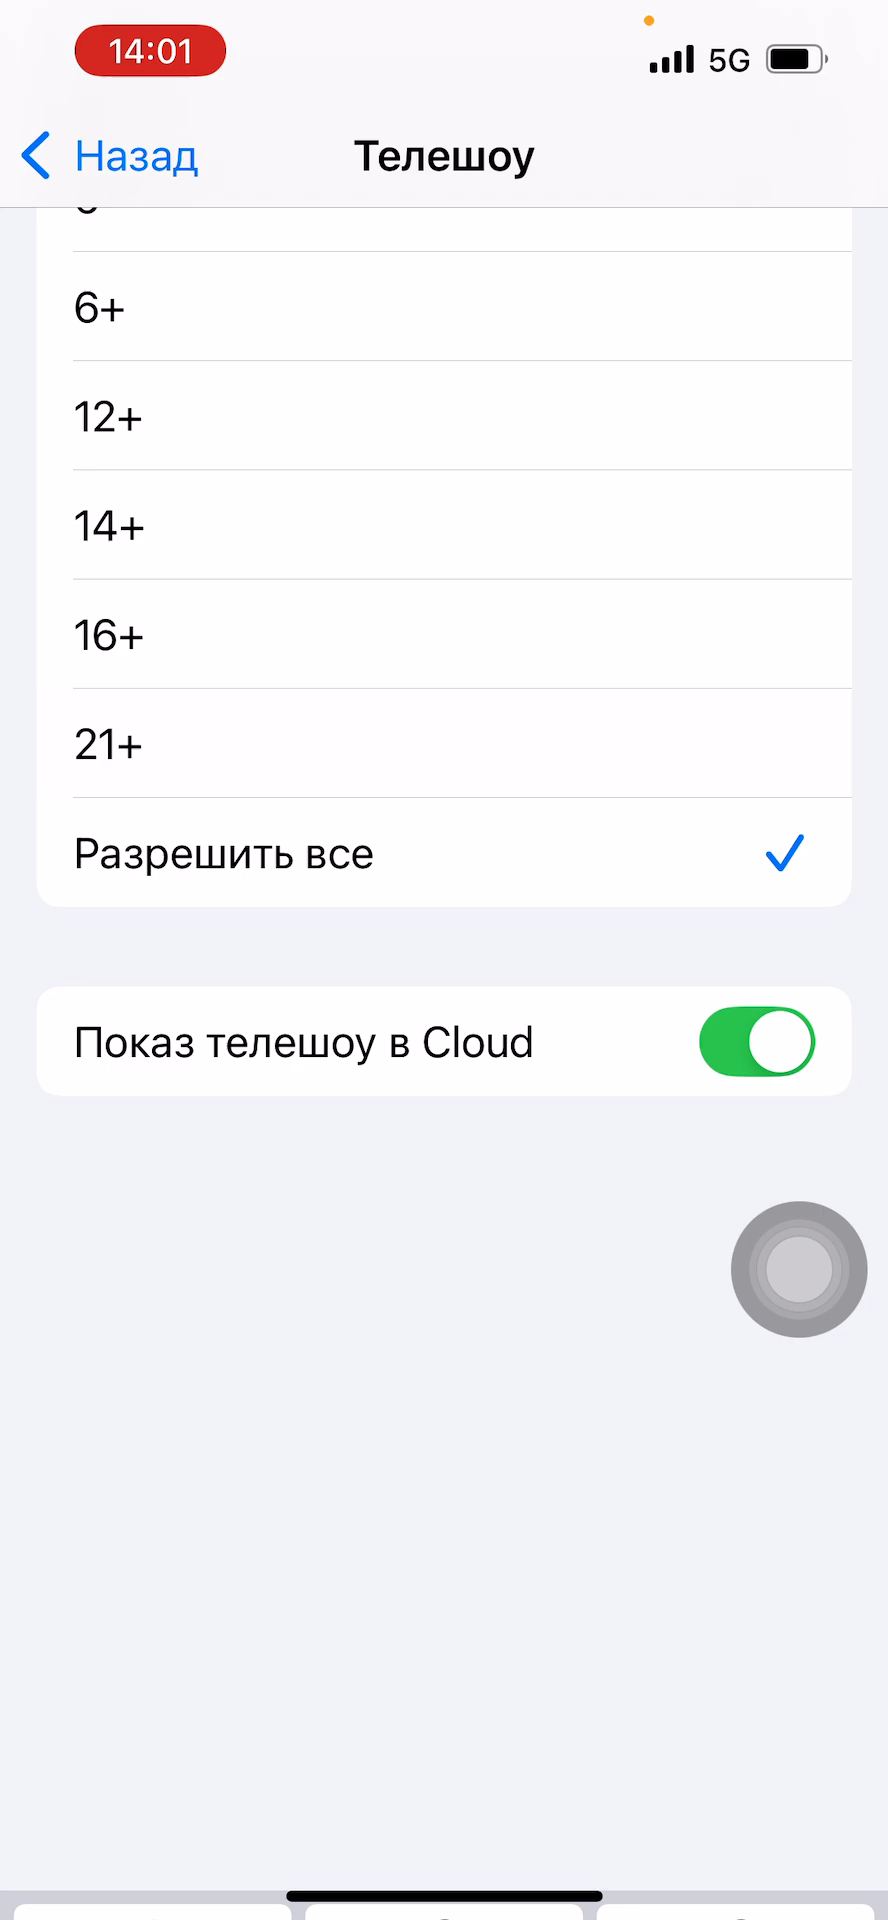 14:01
5G
Назад
Телешоу
6+
12+
14+
16+
21+
Разрешить все
Показ телешоу в Cloud